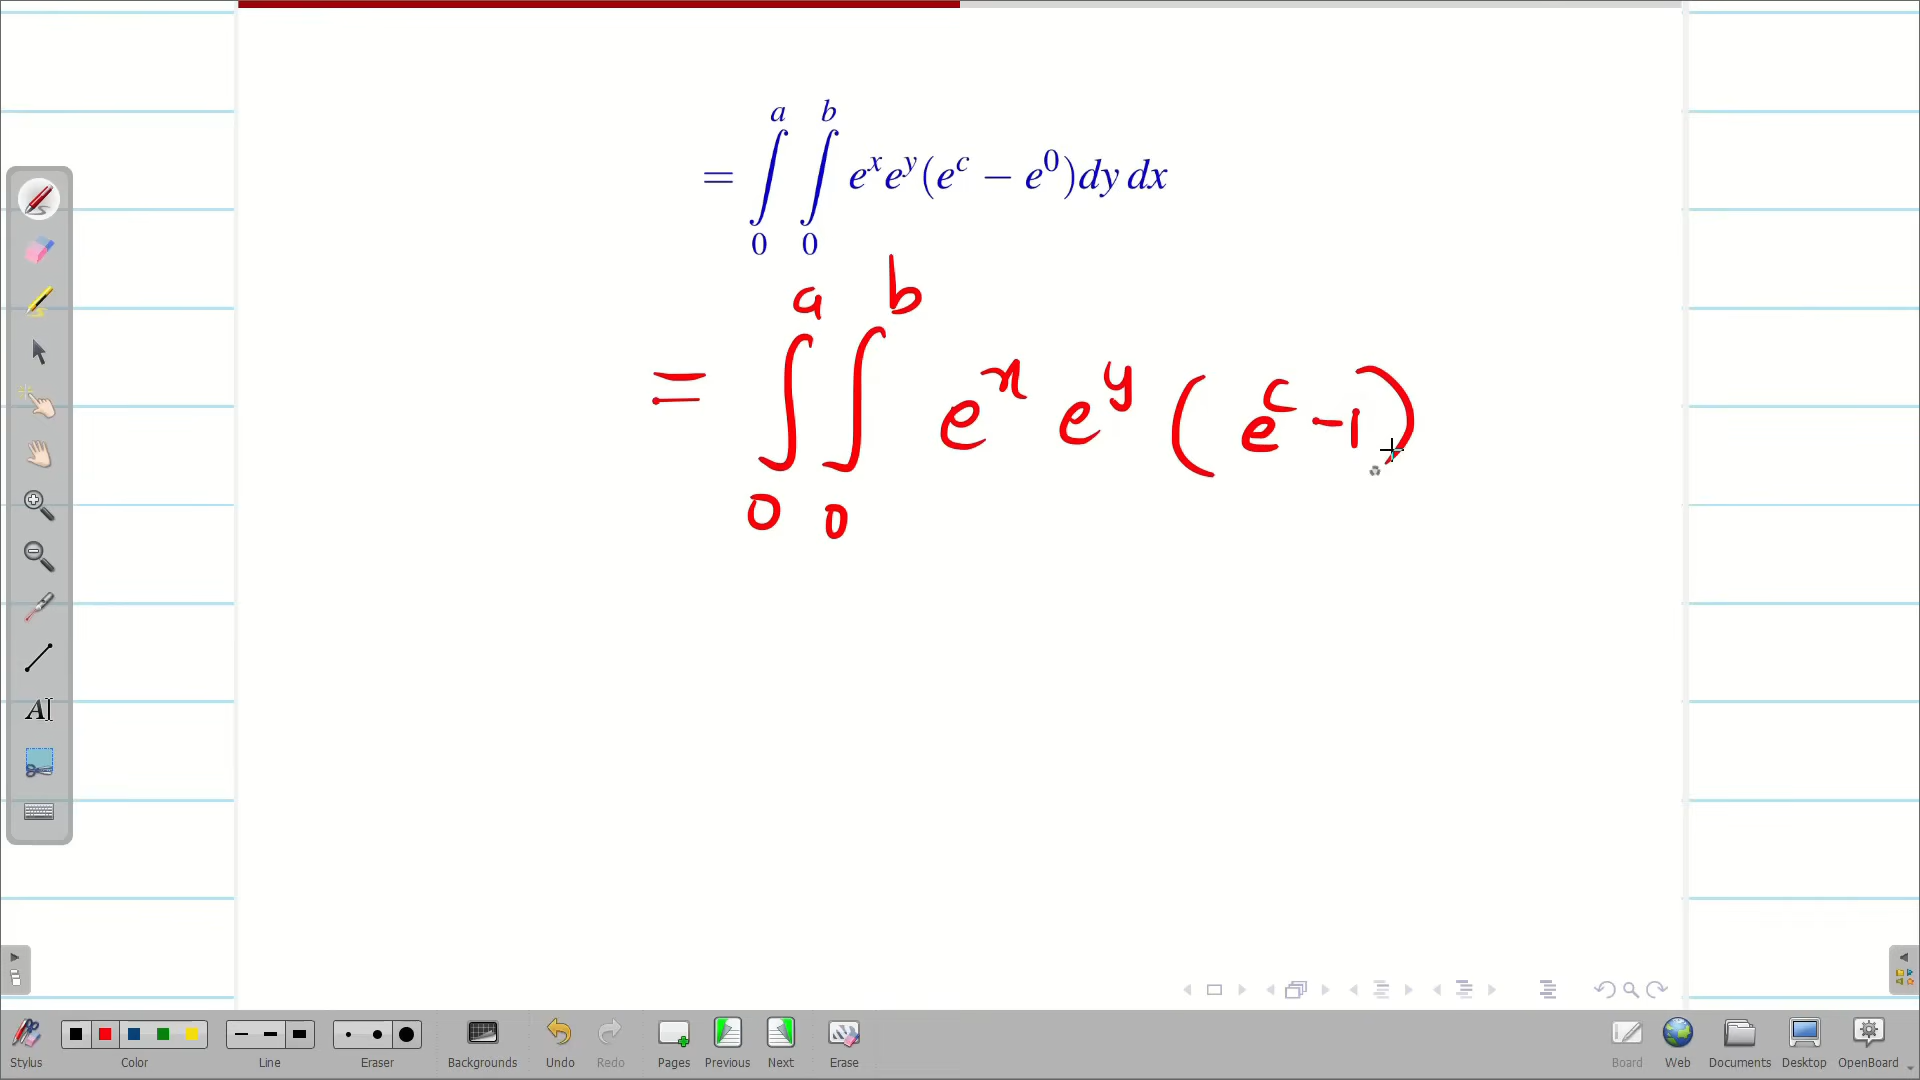 = ∫₀ᵃ ∫₀ᵇ eˣeʸ(eᶜ − e⁰)dy dx
= ∫₀ᵃ ∫₀ᵇ eˣ eʸ (eᶜ -1)
AI
Stylus Color Line Eraser Backgrounds Undo Redo Pages Previous Next Erase Board Web Documents Desktop OpenBoard